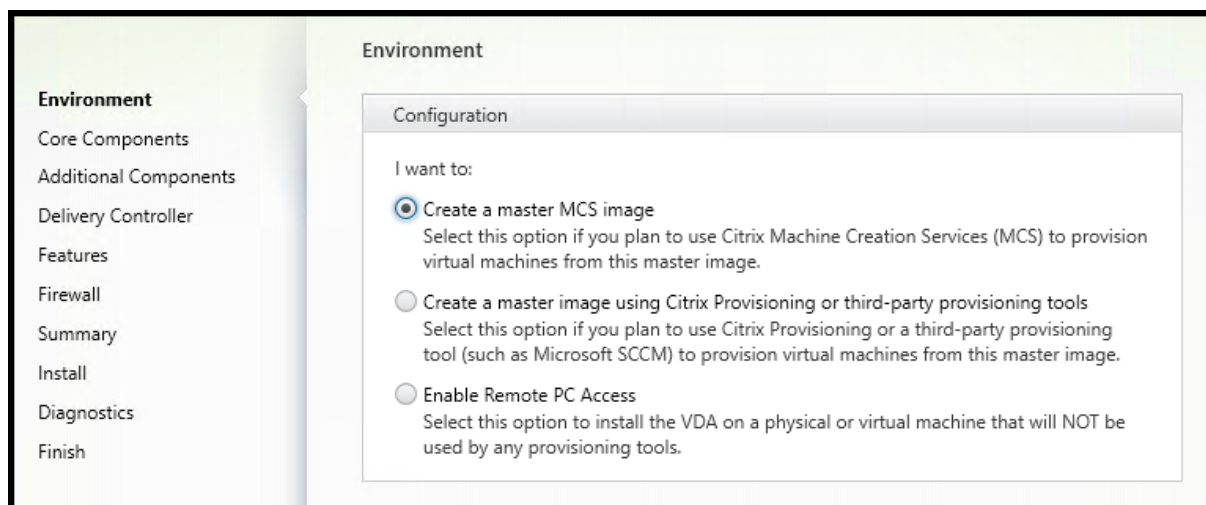 Environment
Core Components
Additional Components
Delivery Controller
Features
Firewall
Summary
Install
Diagnostics
Finish
Environment
Configuration
I want to:
Create a master MCS image
Select this option if you plan to use Citrix Machine Creation Services (MCS) to provision
virtual machines from this master image.
Create a master image using Citrix Provisioning or third-party provisioning tools
Select this option if you plan to use Citrix Provisioning or a third-party provisioning
tool (such as Microsoft SCCM) to provision virtual machines from this master image.
Enable Remote PC Access
Select this option to install the VDA on a physical or virtual machine that will NOT be
used by any provisioning tools.